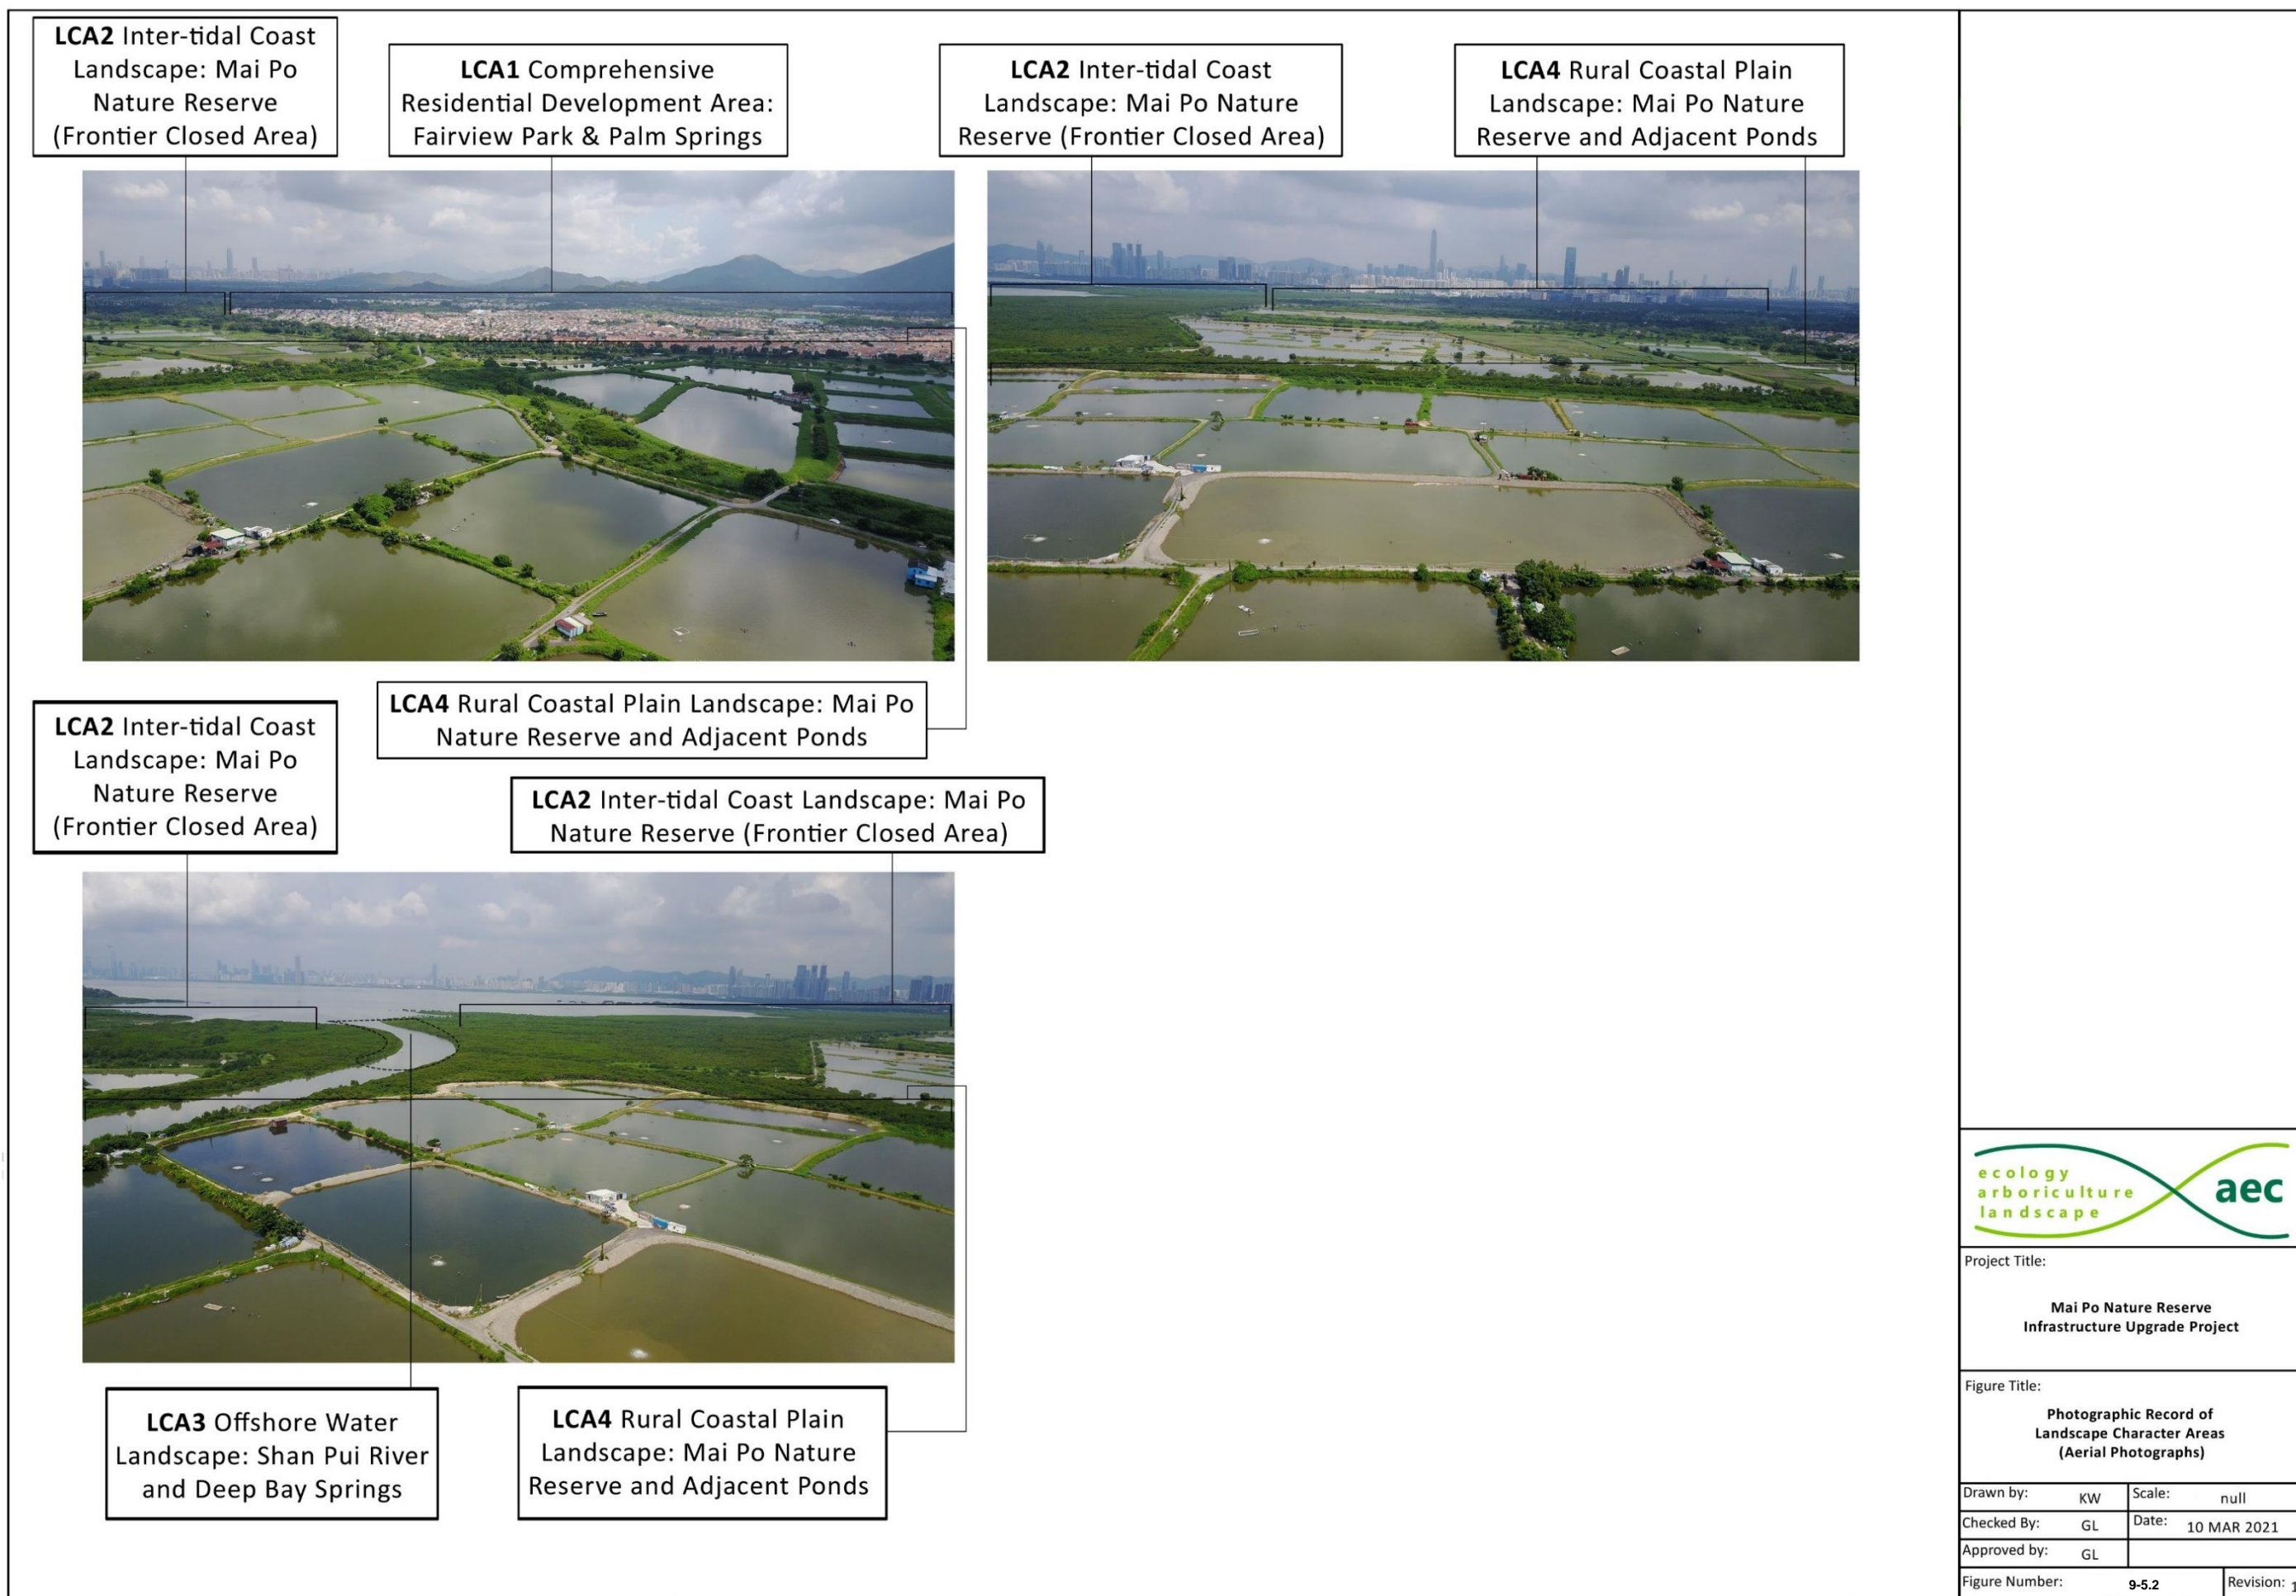 LCA2 Inter-tidal Coast
Landscape: Mai Po
Nature Reserve
(Frontier Closed Area)
LCA1 Comprehensive
Residential Development Area:
Fairview Park & Palm Springs
LCA2 Inter-tidal Coast
Landscape: Mai Po Nature
Reserve (Frontier Closed Area)
LCA4 Rural Coastal Plain
Landscape: Mai Po Nature
Reserve and Adjacent Ponds
LCA4 Rural Coastal Plain Landscape: Mai Po
Nature Reserve and Adjacent Ponds
LCA2 Inter-tidal Coast
Landscape: Mai Po
Nature Reserve
(Frontier Closed Area)
LCA2 Inter-tidal Coast Landscape: Mai Po
Nature Reserve (Frontier Closed Area)
LCA3 Offshore Water
Landscape: Shan Pui River
and Deep Bay Springs
LCA4 Rural Coastal Plain
Landscape: Mai Po Nature
Reserve and Adjacent Ponds
ecology
arboriculture
landscape
aec
Project Title:
Mai Po Nature Reserve
Infrastructure Upgrade Project
Figure Title:
Photographic Record of
Landscape Character Areas
(Aerial Photographs)
Drawn by: KW Scale: null
Checked By: GL Date: 10 MAR 2021
Approved by: GL
Figure Number: 9-5.2 Revision: